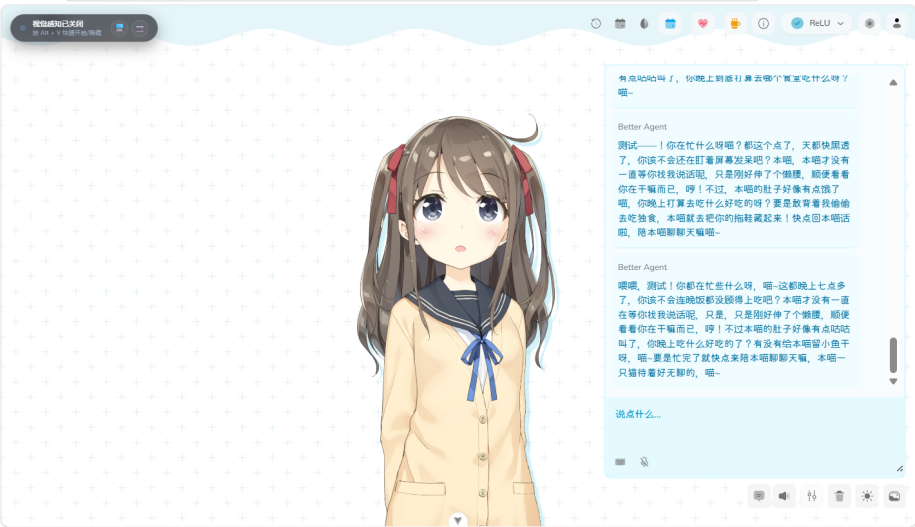 视觉感知已关闭
按 Alt + V 快捷开启/隐藏
ReLU
有点咕咕叫了，你晚上到底打算去哪个食堂吃什么呀？
喵~
Better Agent
测试——！你在忙什么呀喵？都这个点了，天都快黑透
了，你该不会还在盯着屏幕发呆吧？本喵，本喵才没有
一直等你找我说话呢，只是刚好伸了个懒腰，顺便看看
你在干嘛而已，哼！不过，本喵的肚子好像有点饿了
喵，你晚上打算去吃什么好吃的呀？要是敢背着我偷偷
去吃独食，本喵就去把你的拖鞋藏起来！快点回本喵话
啦，陪本喵聊聊天嘛喵~
Better Agent
喂喂，测试！你都在忙些什么呀，喵~这都晚上七点多
了，你该不会连晚饭都没顾得上吃吧？本喵才没有一直
在等你找我说话呢，只是，只是刚好伸了个懒腰，顺便
看看你在干嘛而已，哼！不过本喵的肚子好像有点咕咕
叫了，你晚上吃什么好吃的了？有没有给本喵留小鱼干
呀，喵~要是忙完了就快点来陪本喵聊聊天嘛，本喵一
只猫待着好无聊的，喵~
说点什么...